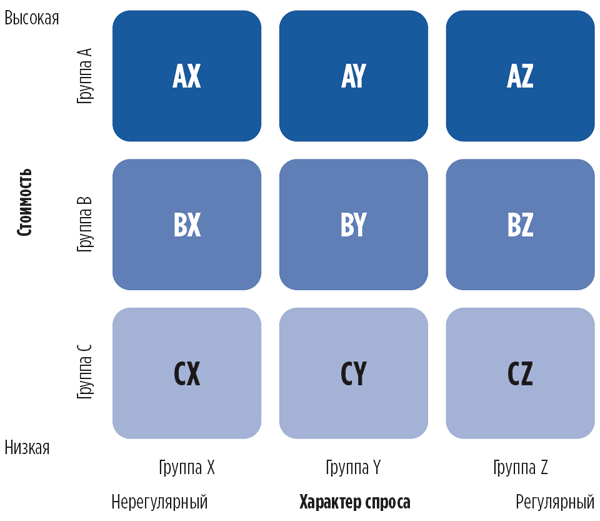 Высокая
Группа А
AX
AY
AZ
Стоимость
Группа В
BX
BY
BZ
Группа С
CX
CY
CZ
Низкая
Группа X
Группа Y
Группа Z
Нерегулярный
Характер спроса
Регулярный